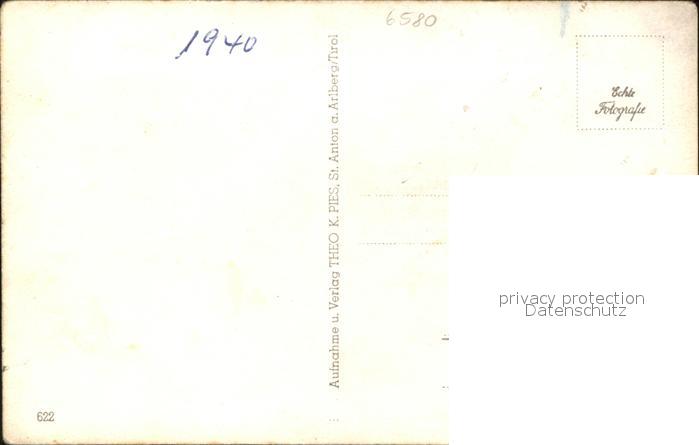 1940
6580
Echte
Fotografie
Aufnahme u. Verlag THEO K. PIES, St. Anton a. Arlberg/Tirol
privacy protection
Datenschutz
622